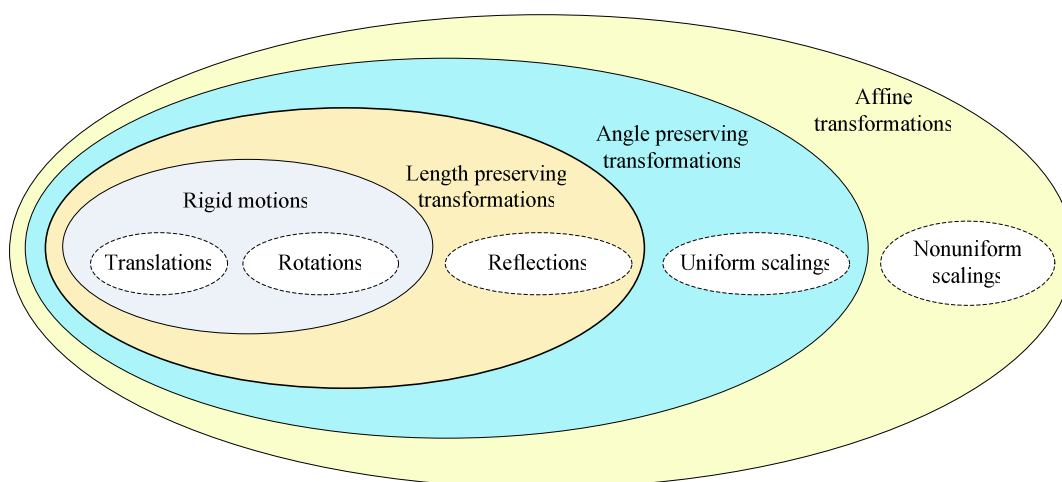 Affine
transformations
Angle preserving
transformations
Length preserving
transformations
Rigid motions
Translations
Rotations
Reflections
Uniform scalings
Nonuniform
scalings